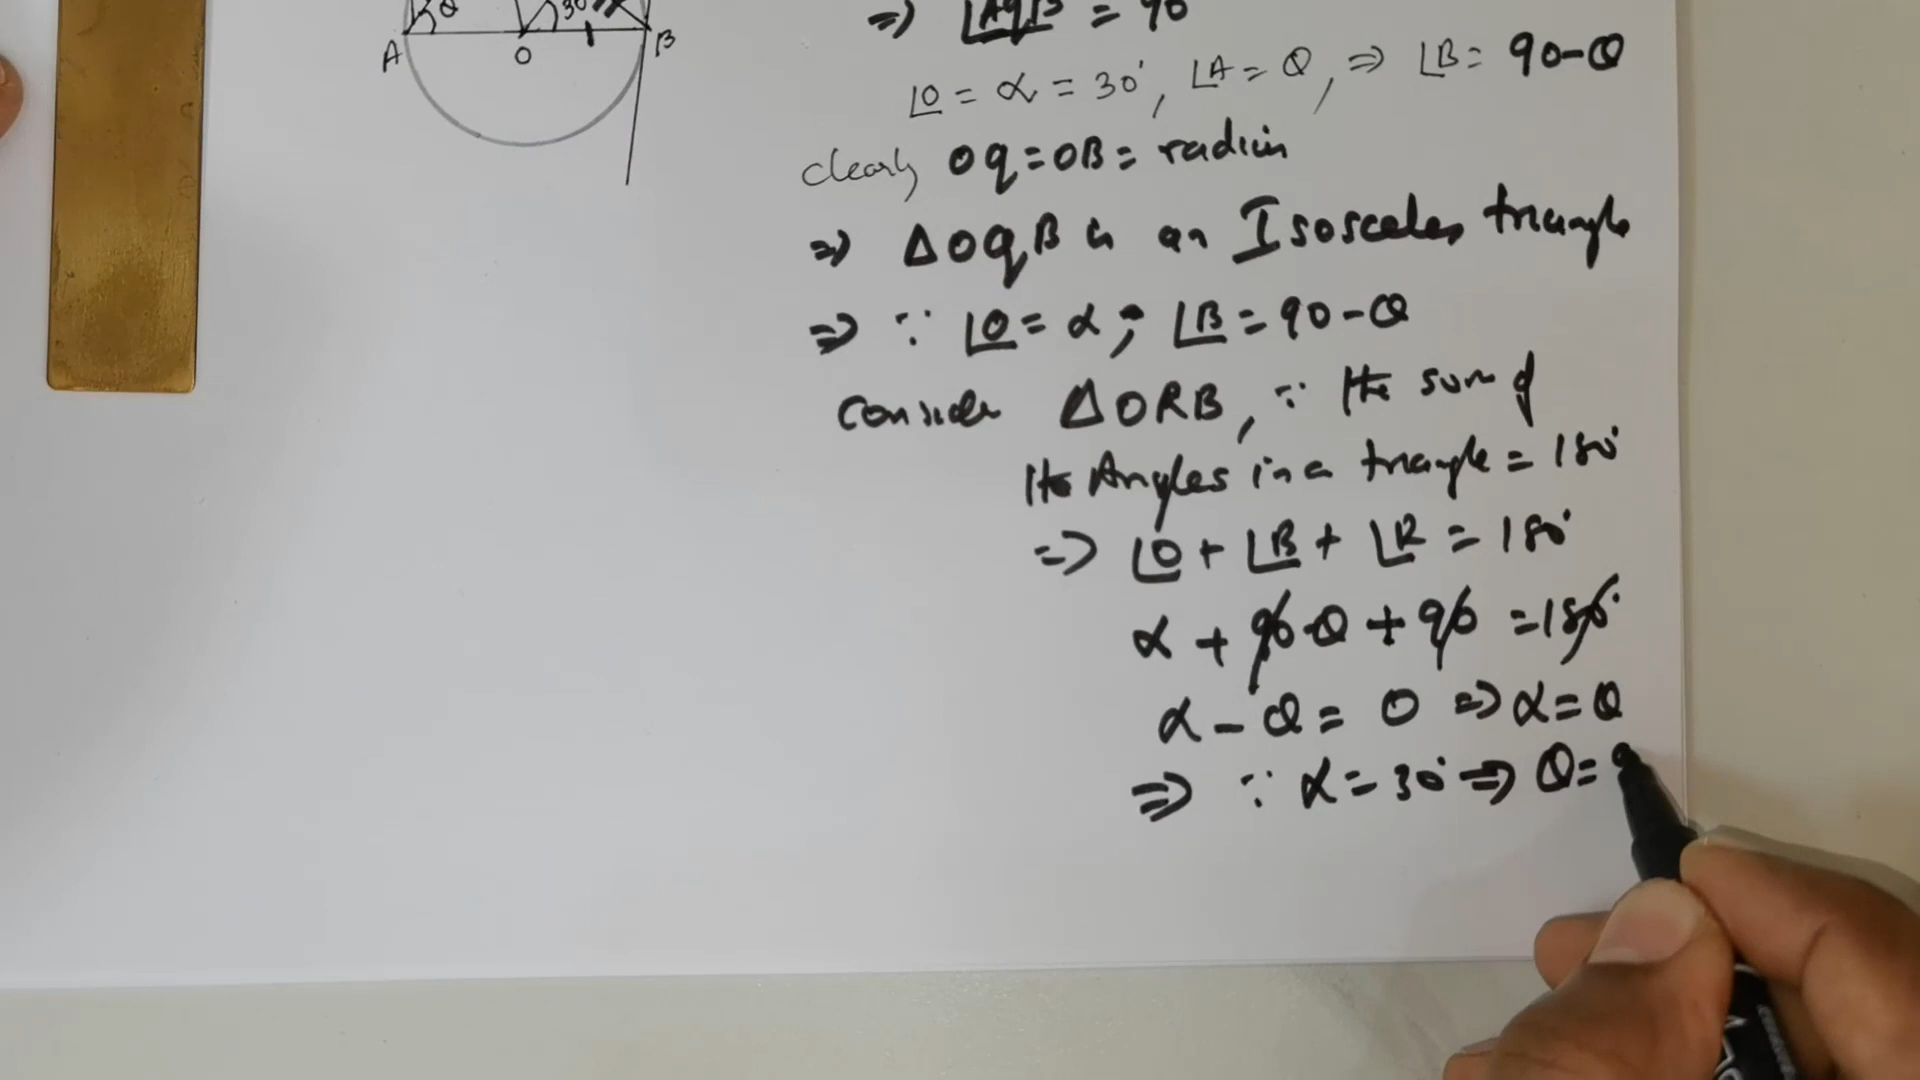 θ 30
A O B
=> ∠AqB = 90
∠O = α = 30°, ∠A = θ, => ∠B = 90-θ
clearly Oq = OB = radius
=> ΔOqB is an Isosceles triangle
=> ∵ ∠O = α; ∠B = 90-θ
Consider ΔORB, ∵ the sum of
the Angles in a triangle = 180°
=> ∠O + ∠B + ∠R = 180°
α + 90-θ + 90 = 180°
α - θ = 0 => α = θ
=> ∵ α = 30° => θ =